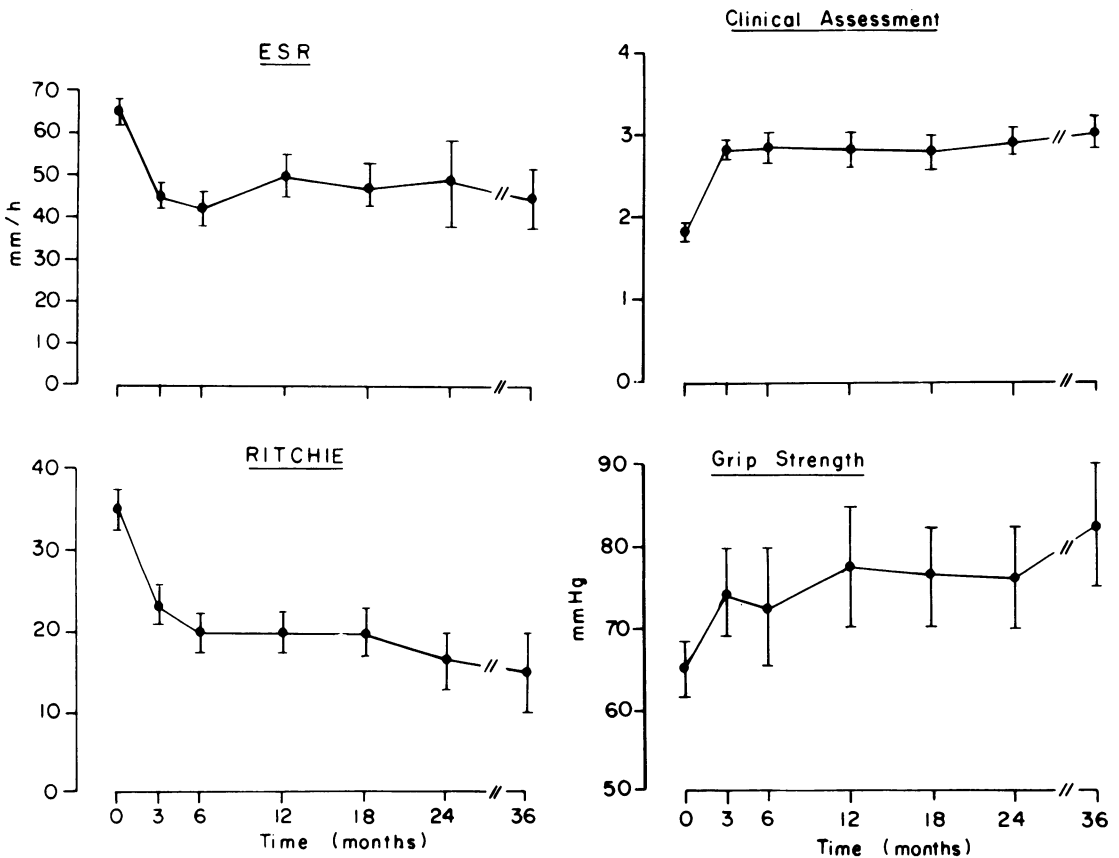 ESR
70
60
50
40
30
20
10
0
mm/h
Clinical Assessment
4
3
2
1
0
RITCHIE
40
30
20
10
0
0 3 6 12 18 24 36
Time (months)
Grip Strength
90
80
70
60
50
mmHg
0 3 6 12 18 24 36
Time (months)